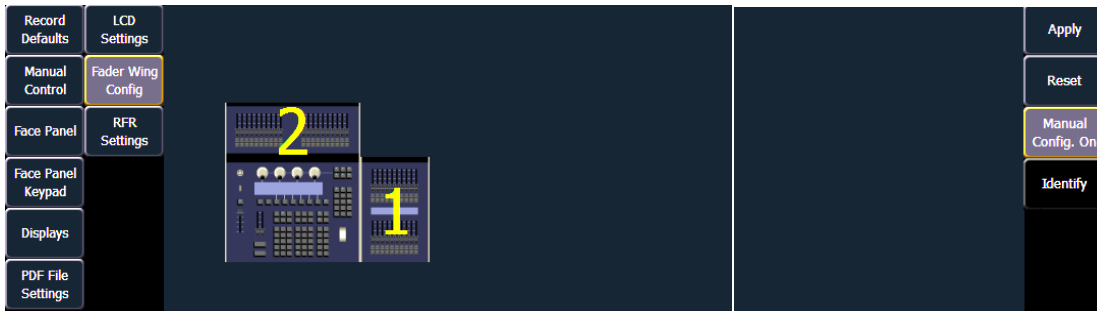 Record
Defaults
LCD
Settings
Apply
Manual
Control
Fader Wing
Config
Reset
Face Panel
RFR
Settings
Manual
Config. On
Face Panel
Keypad
Identify
Displays
PDF File
Settings
2
1